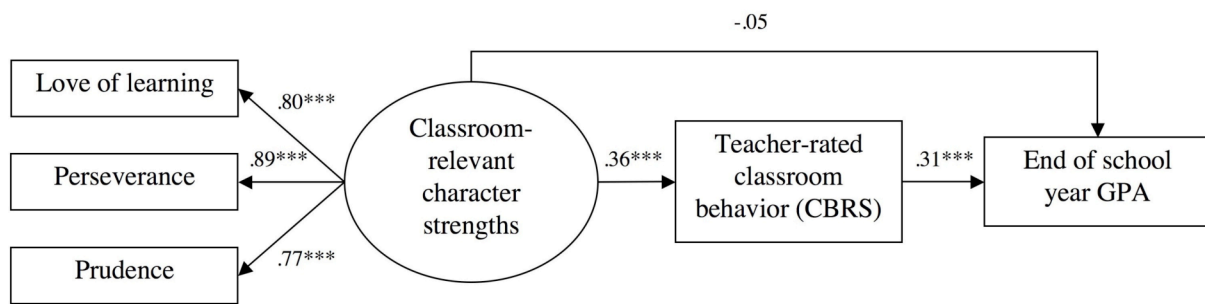 -.05
Love of learning
.80***
Perseverance
.89***
Prudence
.77***
Classroom-
relevant
character
strengths
.36***
Teacher-rated
classroom
behavior (CBRS)
.31***
End of school
year GPA